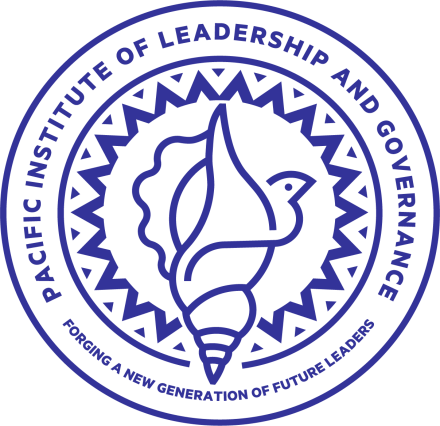 PACIFIC INSTITUTE OF LEADERSHIP AND GOVERNANCE
FORGING A NEW GENERATION OF FUTURE LEADERS